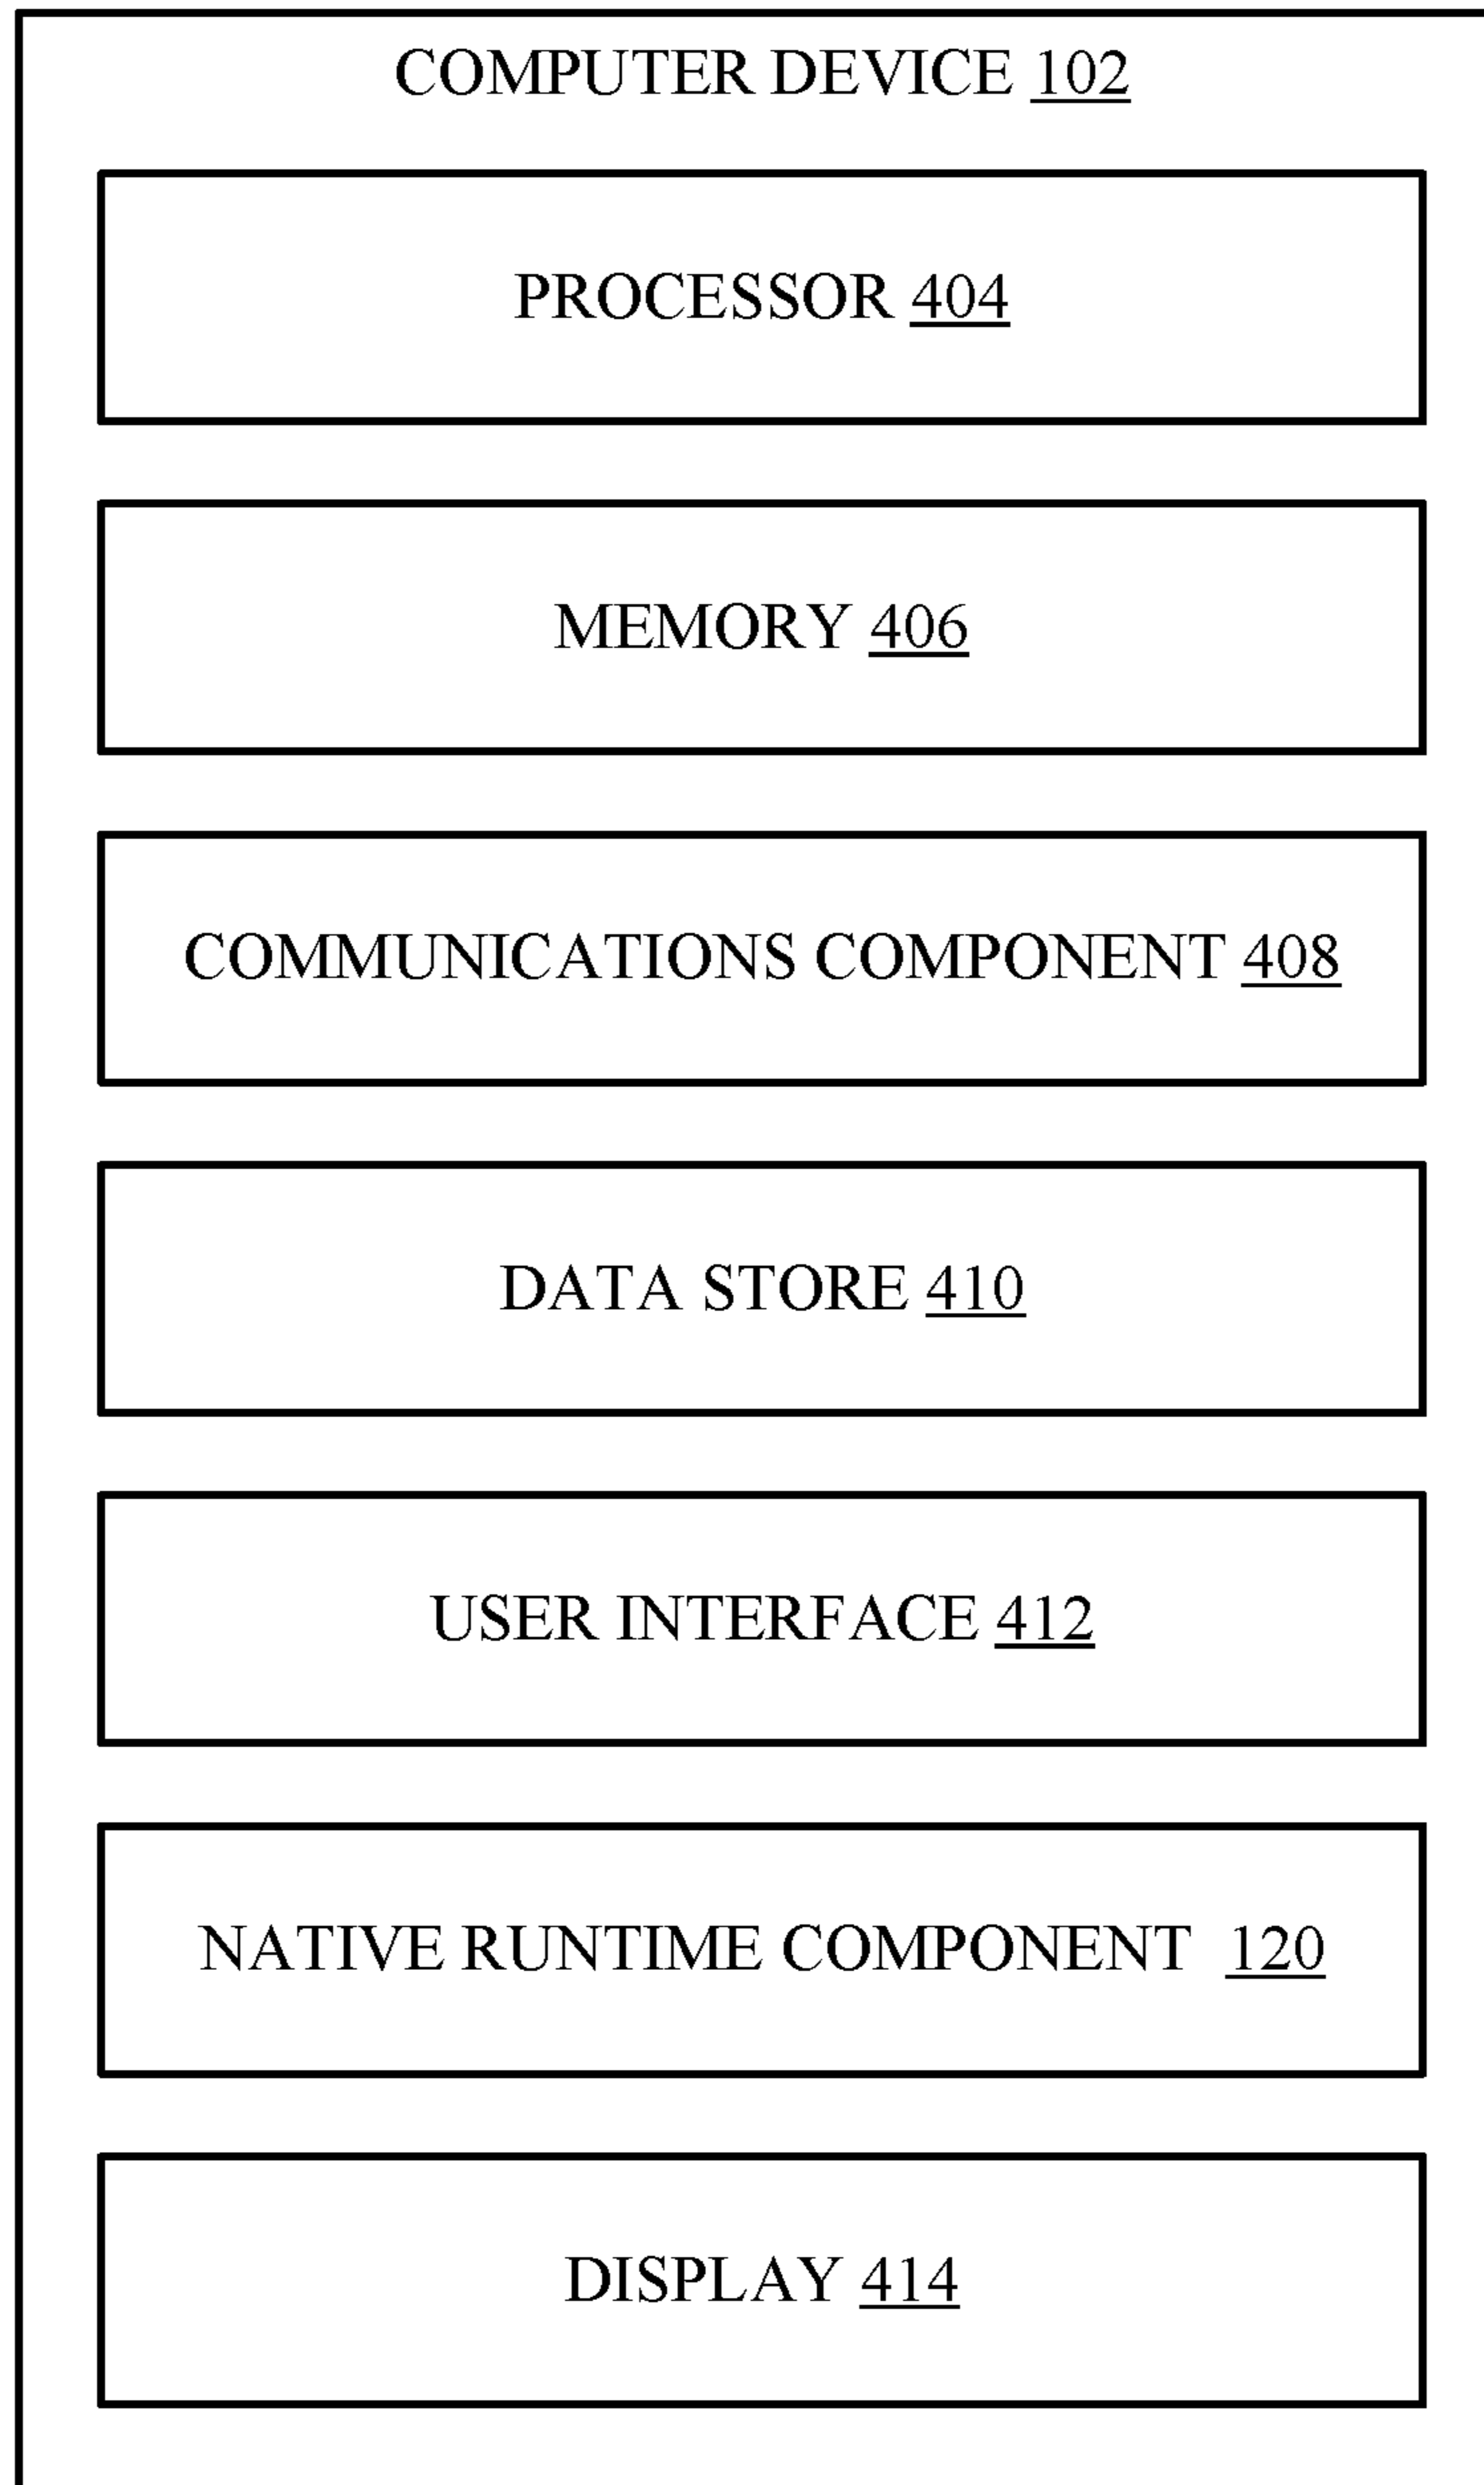 COMPUTER DEVICE 102
PROCESSOR 404
MEMORY 406
COMMUNICATIONS COMPONENT 408
DATA STORE 410
USER INTERFACE 412
NATIVE RUNTIME COMPONENT 120
DISPLAY 414